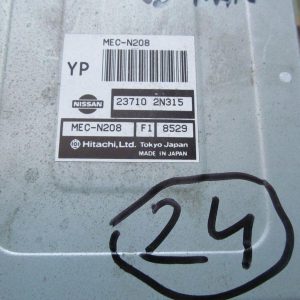 MEC-N208
YP
NISSAN
23710 2N315
MEC-N208 F1 8529
Hitachi, Ltd. Tokyo Japan
MADE IN JAPAN
24